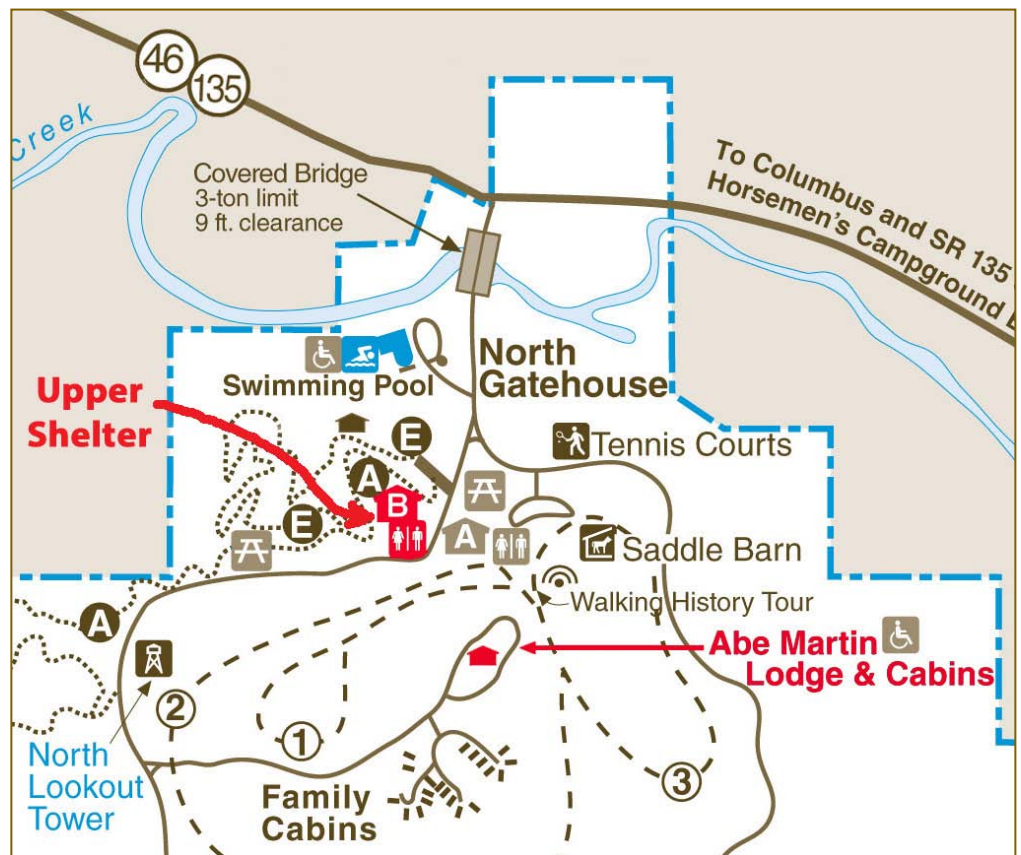 46
135
Creek
Covered Bridge
3-ton limit
9 ft. clearance
To Columbus and SR 135
Horsemen's Campground
Swimming Pool
North
Gatehouse
Upper
Shelter
E
Tennis Courts
A
B
E
A
Saddle Barn
Walking History Tour
A
Abe Martin
Lodge & Cabins
2
1
3
North
Lookout
Tower
Family
Cabins